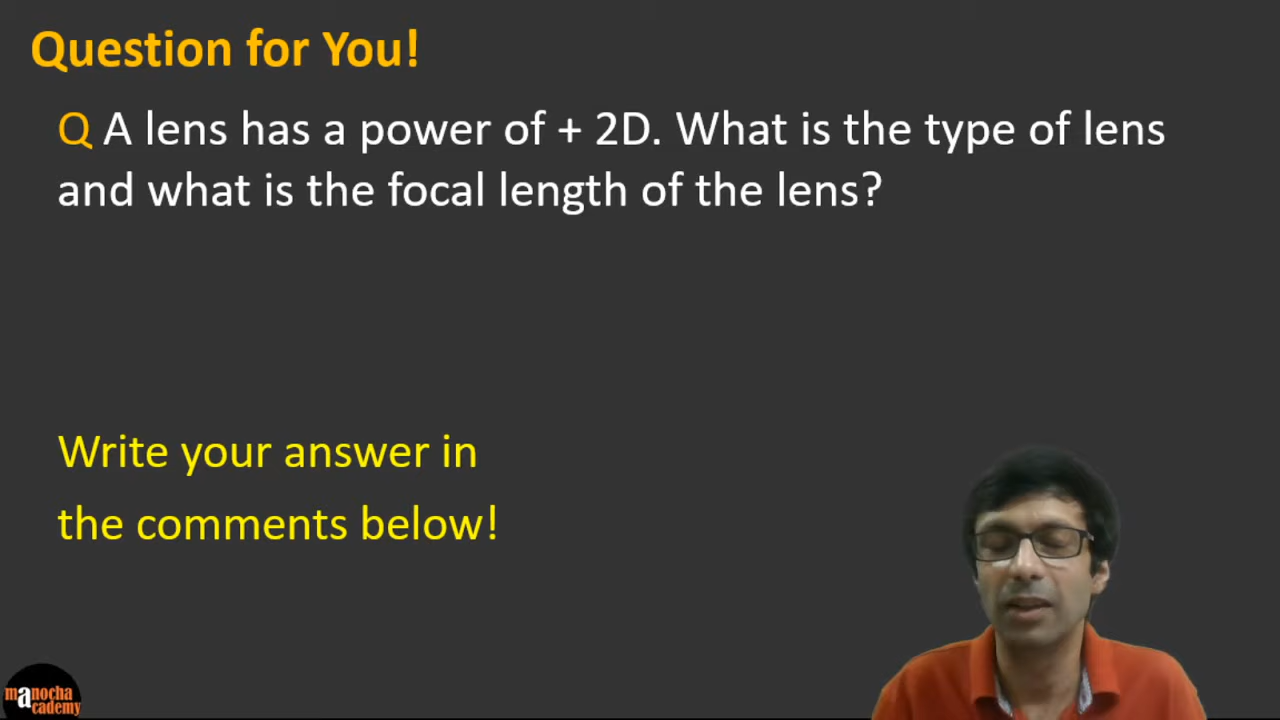 Question for You!
Q A lens has a power of + 2D. What is the type of lens
and what is the focal length of the lens?
Write your answer in
the comments below!
manocha
academy